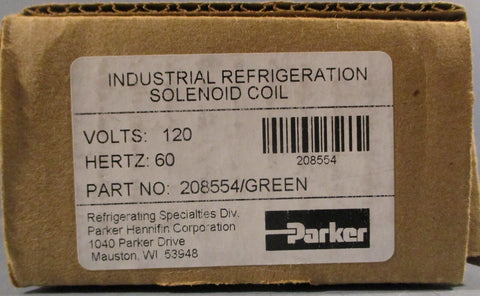 INDUSTRIAL REFRIGERATION
SOLENOID COIL
VOLTS: 120
HERTZ: 60
208554
PART NO: 208554/GREEN
Refrigerating Specialties Div.
Parker Hannifin Corporation
1040 Parker Drive
Mauston, WI 53948
Parker